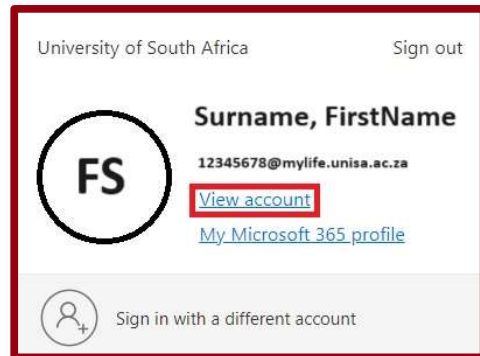 University of South Africa Sign out
Surname, FirstName
FS
12345678@mylife.unisa.ac.za
View account
My Microsoft 365 profile
Sign in with a different account